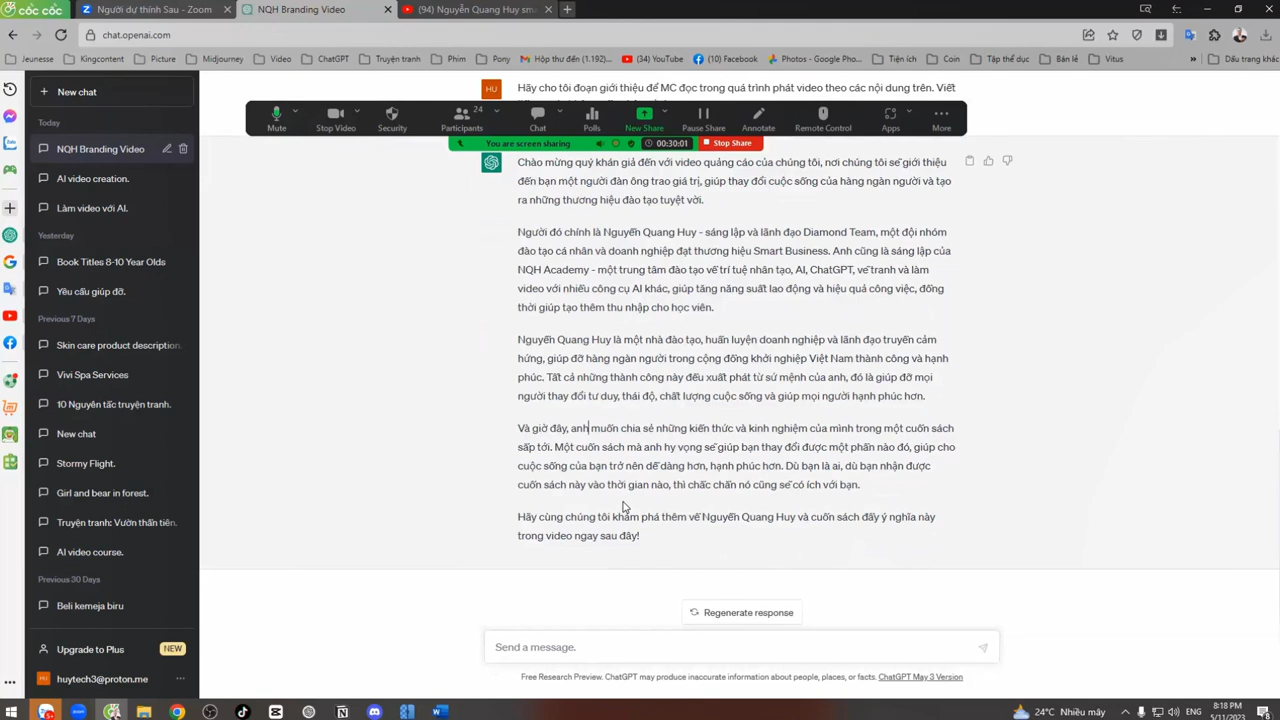 cốc cốc
Người dự thính Sau - Zoom
NQH Branding Video
(94) Nguyễn Quang Huy sm
chat.openai.com
Jeunesse
Kingcontent
Picture
Midjourney
Video
ChatGPT
Truyện tranh
Phim
Pony
Hộp thư đến (1.192)...
(34) YouTube
(10) Facebook
Photos - Google Pho...
Tiện ích
Coin
Tập thể dục
Bán lẻ
Vitus
»
Dấu trang khác
New chat
Today
NQH Branding Video
AI video creation.
Làm video với AI.
Yesterday
Book Titles 8-10 Year Olds
Yêu cầu giúp đỡ.
Previous 7 Days
Skin care product description.
Vivi Spa Services
10 Nguyên tắc truyện tranh.
New chat
Stormy Flight.
Girl and bear in forest.
Truyện tranh: Vườn thần tiên.
AI video course.
Previous 30 Days
Beli kemeja biru
Upgrade to Plus
NEW
HU
huytech3@proton.me
HU
Hãy cho tôi đoạn giới thiệu để MC đọc trong quá trình phát video theo các nội dung trên. Viết
Mute
Stop Video
Security
24
Participants
Chat
Polls
New Share
Pause Share
Annotate
Remote Control
Apps
More
You are screen sharing
00:30:01
Stop Share
Chào mừng quý khán giả đến với video quảng cáo của chúng tôi, nơi chúng tôi sẽ giới thiệu
đến bạn một người đàn ông trao giá trị, giúp thay đổi cuộc sống của hàng ngàn người và tạo
ra những thương hiệu đào tạo tuyệt vời.
Người đó chính là Nguyễn Quang Huy - sáng lập và lãnh đạo Diamond Team, một đội nhóm
đào tạo cá nhân và doanh nghiệp đạt thương hiệu Smart Business. Anh cũng là sáng lập của
NQH Academy - một trung tâm đào tạo về trí tuệ nhân tạo, AI, ChatGPT, vẽ tranh và làm
video với nhiều công cụ AI khác, giúp tăng năng suất lao động và hiệu quả công việc, đồng
thời giúp tạo thêm thu nhập cho học viên.
Nguyễn Quang Huy là một nhà đào tạo, huấn luyện doanh nghiệp và lãnh đạo truyền cảm
hứng, giúp đỡ hàng ngàn người trong cộng đồng khởi nghiệp Việt Nam thành công và hạnh
phúc. Tất cả những thành công này đều xuất phát từ sứ mệnh của anh, đó là giúp đỡ mọi
người thay đổi tư duy, thái độ, chất lượng cuộc sống và giúp mọi người hạnh phúc hơn.
Và giờ đây, anh muốn chia sẻ những kiến thức và kinh nghiệm của mình trong một cuốn sách
sắp tới. Một cuốn sách mà anh hy vọng sẽ giúp bạn thay đổi được một phần nào đó, giúp cho
cuộc sống của bạn trở nên dễ dàng hơn, hạnh phúc hơn. Dù bạn là ai, dù bạn nhận được
cuốn sách này vào thời gian nào, thì chắc chắn nó cũng sẽ có ích với bạn.
Hãy cùng chúng tôi khám phá thêm về Nguyễn Quang Huy và cuốn sách đầy ý nghĩa này
trong video ngay sau đây!
Regenerate response
Send a message.
Free Research Preview. ChatGPT may produce inaccurate information about people, places, or facts. ChatGPT May 3 Version
24°C Nhiều mây
ENG
8:18 PM
5/11/2023